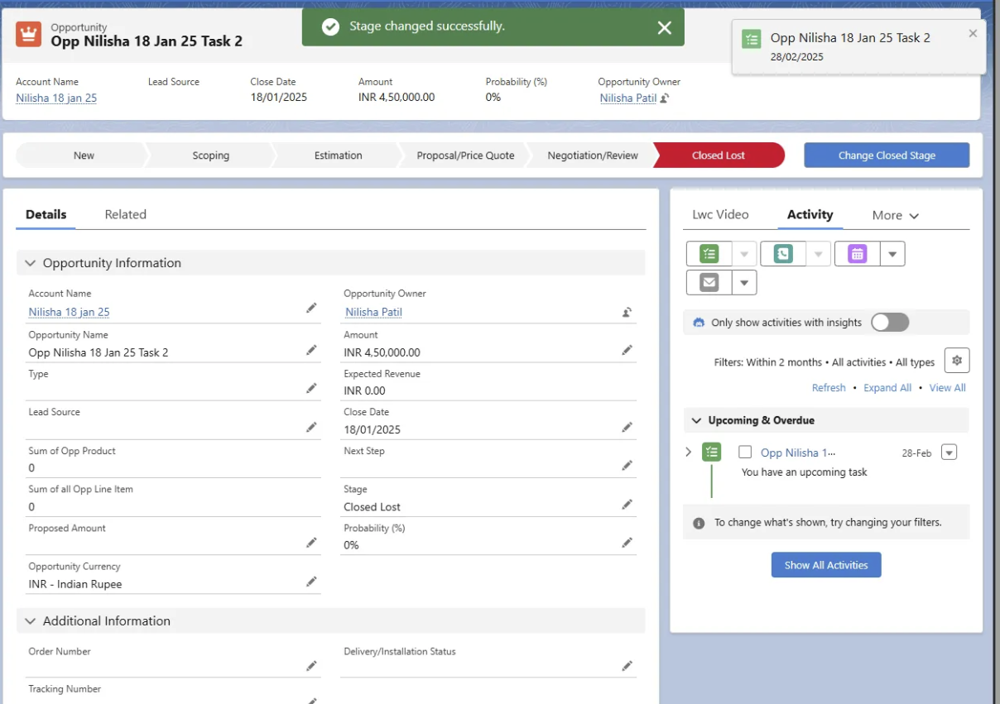 Opportunity
Opp Nilisha 18 Jan 25 Task 2
Stage changed successfully.
Opp Nilisha 18 Jan 25 Task 2
28/02/2025
Account Name
Nilisha 18 jan 25
Lead Source
Close Date
18/01/2025
Amount
INR 4,50,000.00
Probability (%)
0%
Opportunity Owner
Nilisha Patil
New
Scoping
Estimation
Proposal/Price Quote
Negotiation/Review
Closed Lost
Change Closed Stage
Details
Related
Opportunity Information
Account Name
Nilisha 18 jan 25
Opportunity Owner
Nilisha Patil
Opportunity Name
Opp Nilisha 18 Jan 25 Task 2
Amount
INR 4,50,000.00
Type
Expected Revenue
INR 0.00
Lead Source
Close Date
18/01/2025
Sum of Opp Product
0
Next Step
Sum of all Opp Line Item
0
Stage
Closed Lost
Proposed Amount
Probability (%)
0%
Opportunity Currency
INR - Indian Rupee
Additional Information
Order Number
Delivery/Installation Status
Tracking Number
Lwc Video
Activity
More
Only show activities with insights
Filters: Within 2 months • All activities • All types
Refresh • Expand All • View All
Upcoming & Overdue
Opp Nilisha 1...
28-Feb
You have an upcoming task
To change what's shown, try changing your filters.
Show All Activities